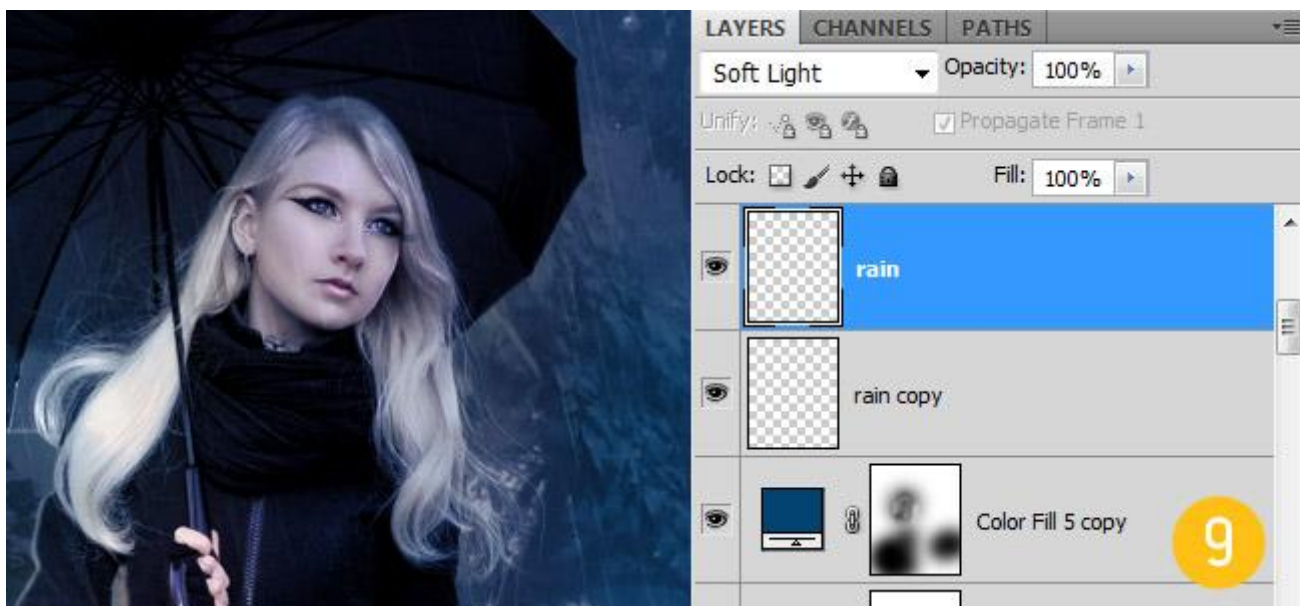 LAYERS CHANNELS PATHS
Soft Light Opacity: 100%
Unify: Propagate Frame 1
Lock: Fill: 100%
rain
rain copy
Color Fill 5 copy
9